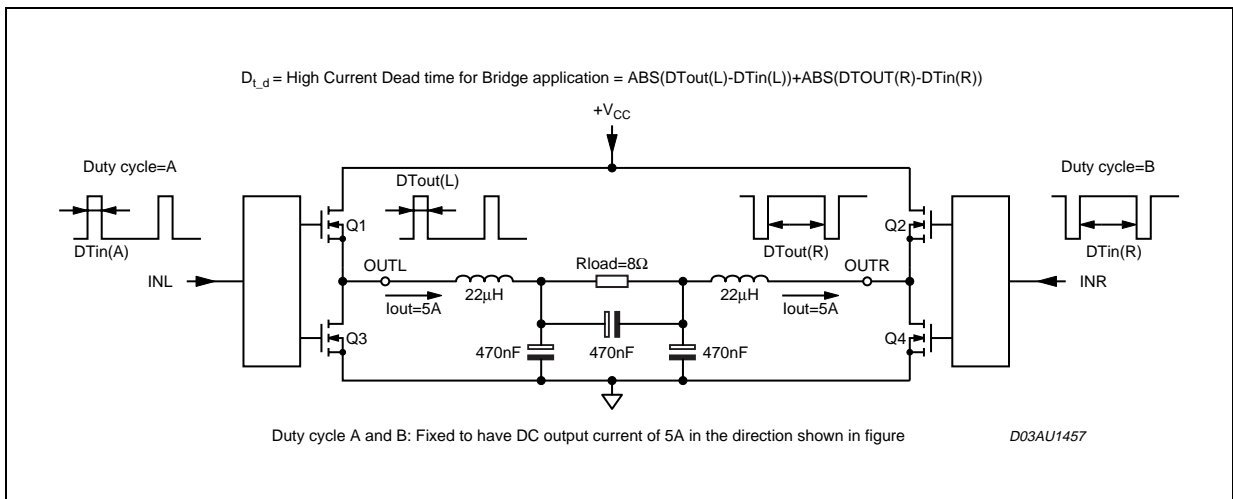 D_t_d = High Current Dead time for Bridge application = ABS(DTout(L)-DTin(L))+ABS(DTOUT(R)-DTin(R))
+V_CC
Duty cycle=A
DTout(L)
Duty cycle=B
Q1
Q2
DTin(A)
DTout(R)
DTin(R)
OUTL
Rload=8Ω
OUTR
INL
INR
22μH
22μH
Iout=5A
Iout=5A
Q3
Q4
470nF
470nF
470nF
Duty cycle A and B: Fixed to have DC output current of 5A in the direction shown in figure
D03AU1457